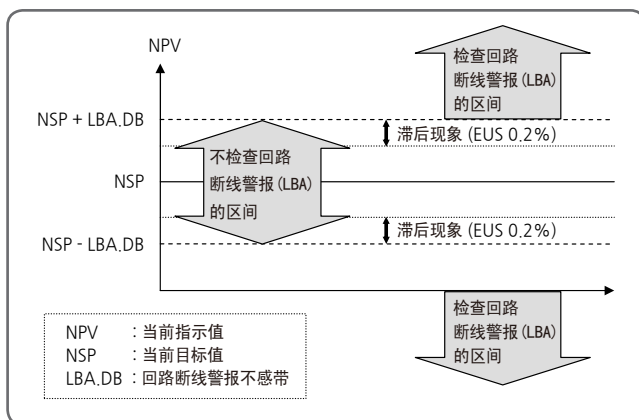 NPV
检查回路
断线警报 (LBA)
的区间
NSP + LBA.DB
滞后现象 (EUS 0.2%)
不检查回路
断线警报 (LBA)
的区间
NSP
滞后现象 (EUS 0.2%)
NSP - LBA.DB
检查回路
断线警报 (LBA)
的区间
NPV : 当前指示值
NSP : 当前目标值
LBA.DB : 回路断线警报不感带